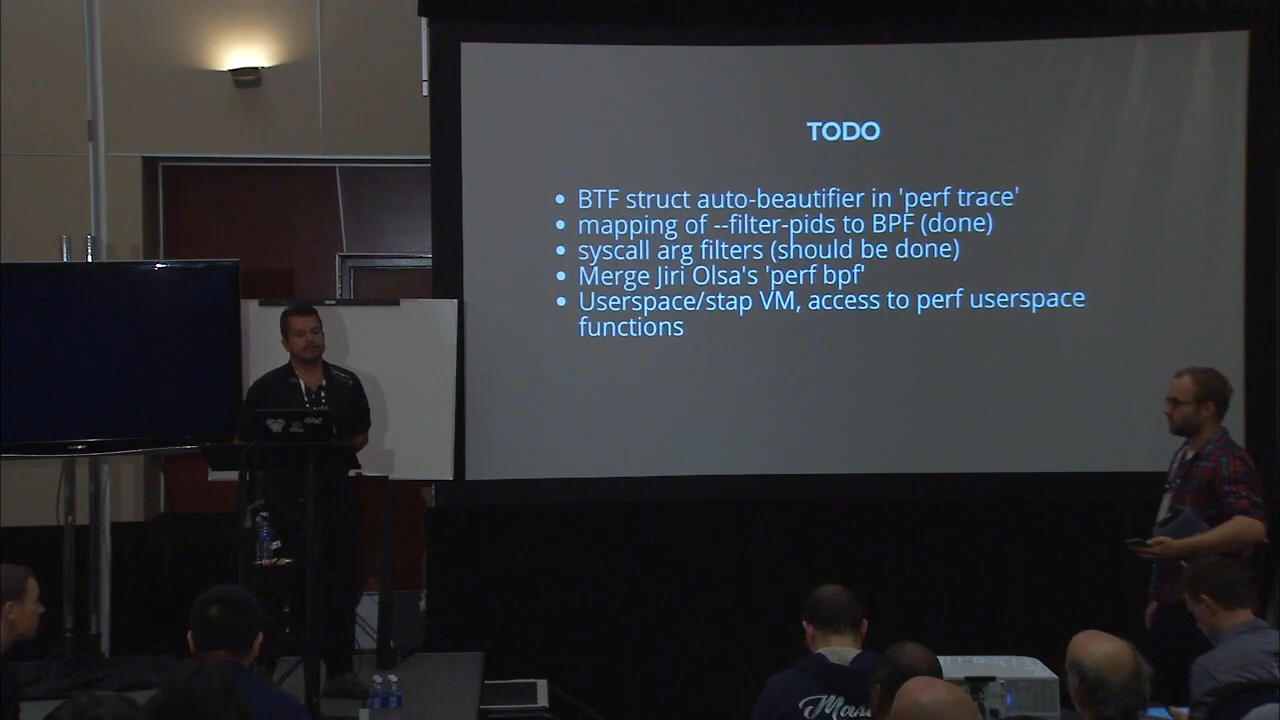 TODO
• BTF struct auto-beautifier in 'perf trace'
• mapping of --filter-pids to BPF (done)
• syscall arg filters (should be done)
• Merge Jiri Olsa's 'perf bpf'
• Userspace/stap VM, access to perf userspace
functions